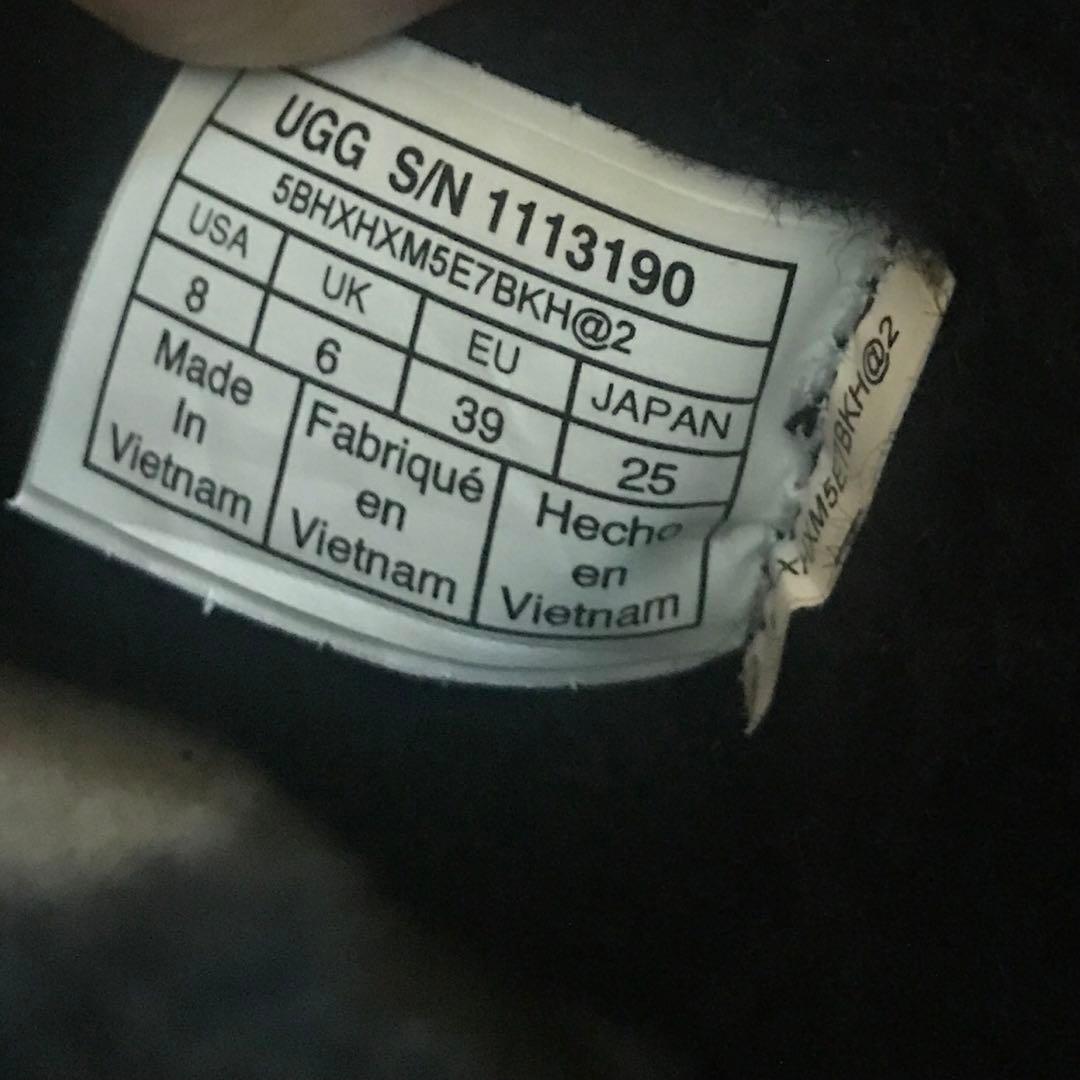 UGG S/N 1113190
5BHXHXM5E7BKH@2
USA UK EU JAPAN
8 6 39 25
Made In Vietnam
Fabriqué en Vietnam
Hecho en Vietnam